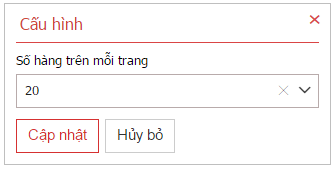 Cấu hình
Số hàng trên mỗi trang
20
Cập nhật Hủy bỏ